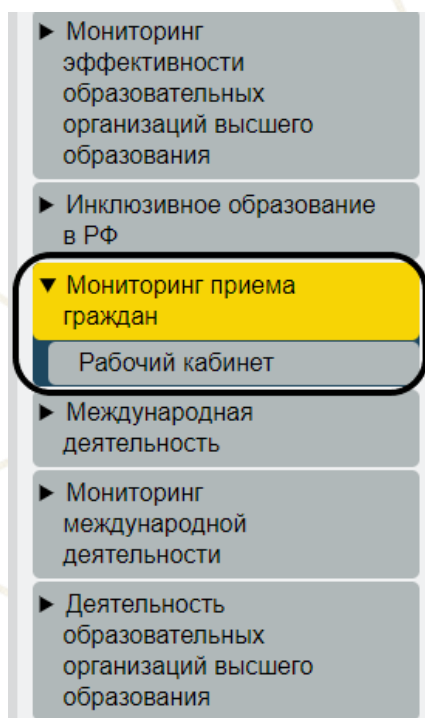 ► Мониторинг
эффективности
образовательных
организаций высшего
образования
► Инклюзивное образование
в РФ
▼ Мониторинг приема
граждан
Рабочий кабинет
► Международная
деятельность
► Мониторинг
международной
деятельности
► Деятельность
образовательных
организаций высшего
образования